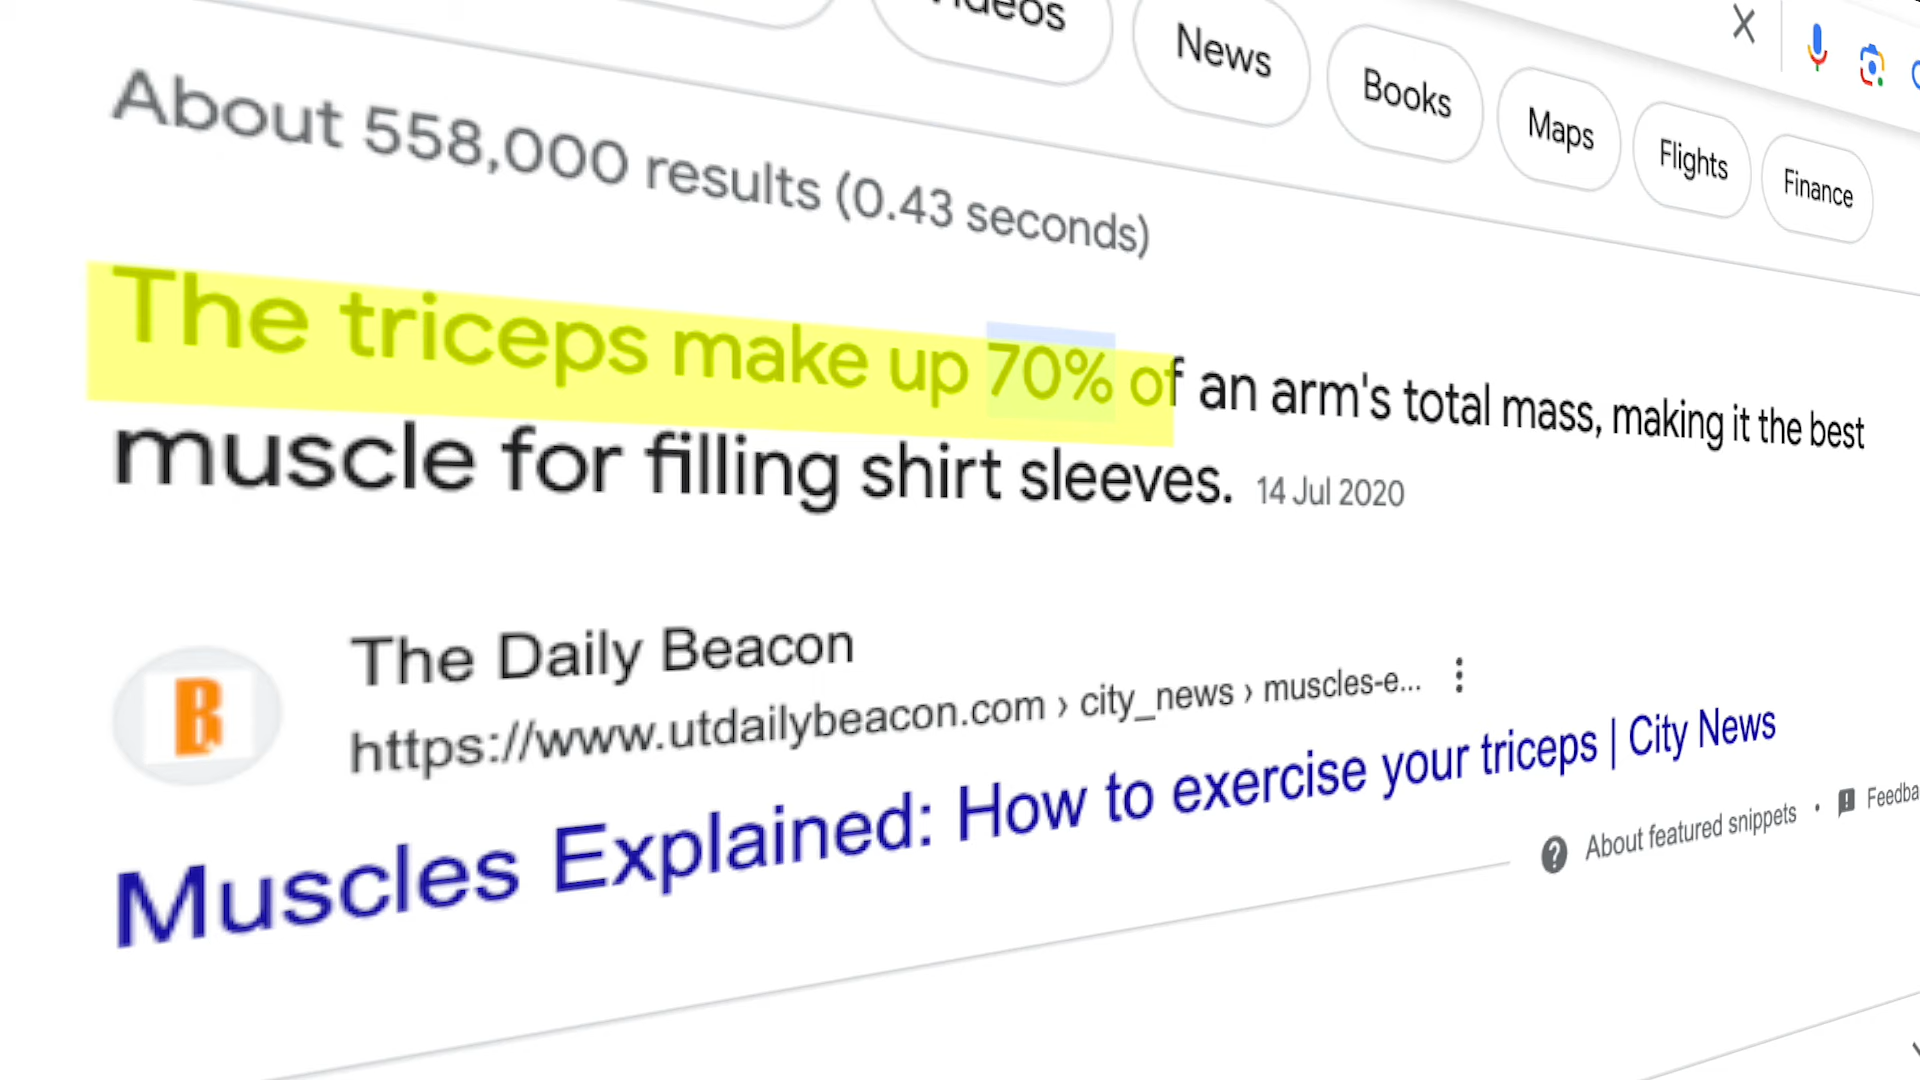 News
Books
Maps
Flights
Finance
About 558,000 results (0.43 seconds)
The triceps make up 70% of an arm's total mass, making it the best
muscle for filling shirt sleeves. 14 Jul 2020
The Daily Beacon
https://www.utdailybeacon.com › city_news › muscles-e...
Muscles Explained: How to exercise your triceps | City News
About featured snippets •